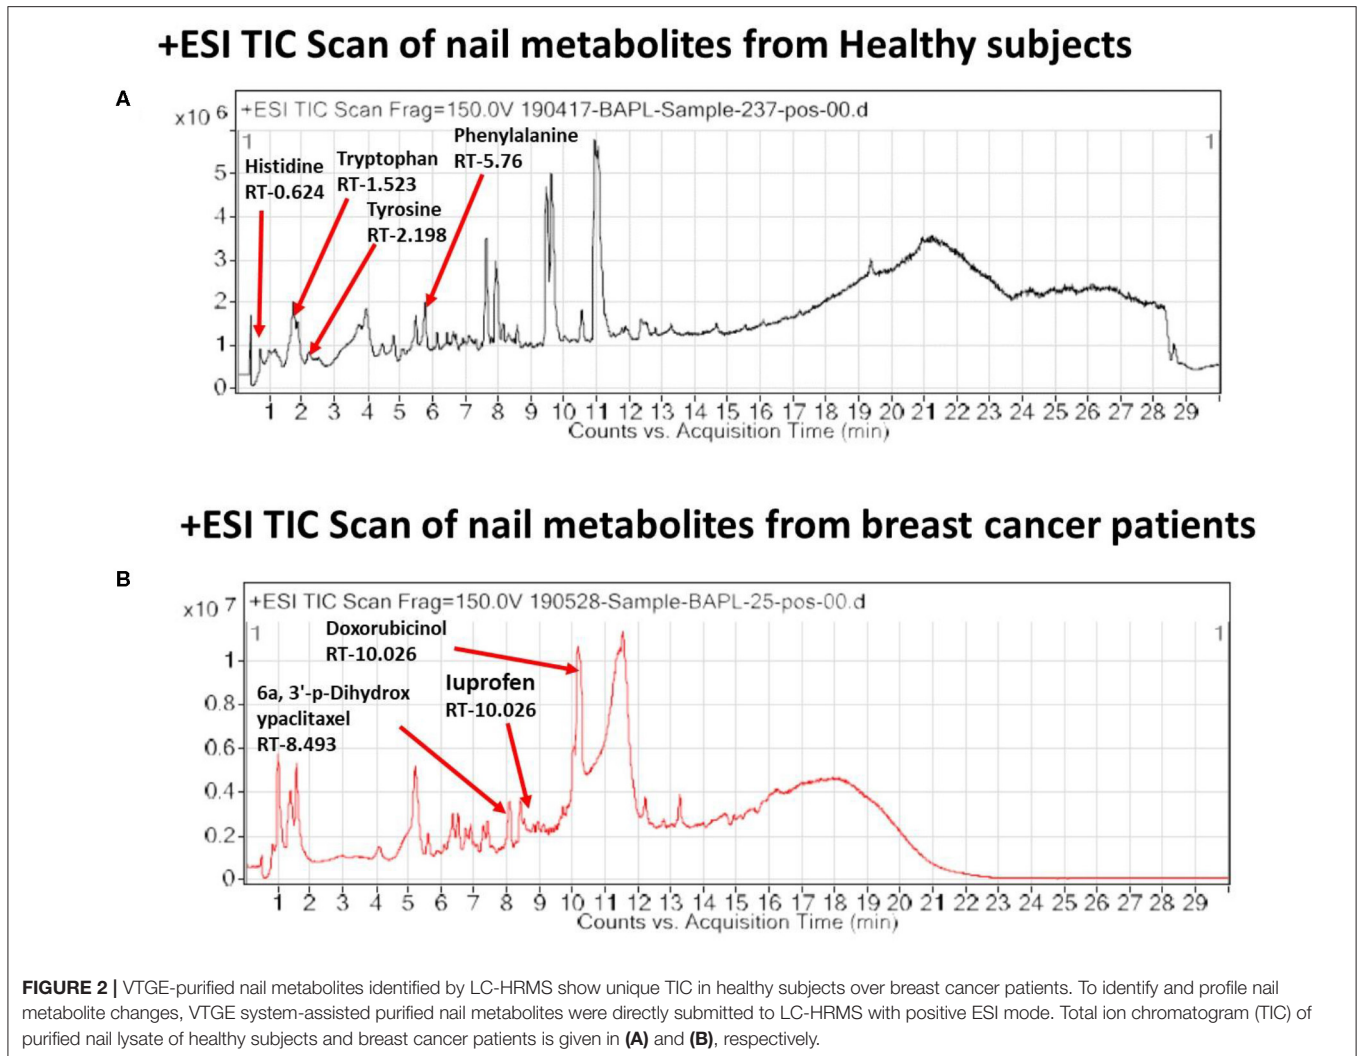 +ESI TIC Scan of nail metabolites from Healthy subjects
A
x10 6
+ESI TIC Scan Frag=150.0V 190417-BAPL-Sample-237-pos-00.d
1
1
Histidine
RT-0.624
Tryptophan
RT-1.523
Tyrosine
RT-2.198
Phenylalanine
RT-5.76
5
4
3
2
1
0
1 2 3 4 5 6 7 8 9 10 11 12 13 14 15 16 17 18 19 20 21 22 23 24 25 26 27 28 29
Counts vs. Acquisition Time (min)
+ESI TIC Scan of nail metabolites from breast cancer patients
B
x10 7
+ESI TIC Scan Frag=150.0V 190528-Sample-BAPL-25-pos-00.d
1
1
Doxorubicinol
RT-10.026
Iuprofen
RT-10.026
6a, 3'-p-Dihydrox
ypaclitaxel
RT-8.493
1
0.8
0.6
0.4
0.2
0
1 2 3 4 5 6 7 8 9 10 11 12 13 14 15 16 17 18 19 20 21 22 23 24 25 26 27 28 29
Counts vs. Acquisition Time (min)
FIGURE 2 | VTGE-purified nail metabolites identified by LC-HRMS show unique TIC in healthy subjects over breast cancer patients. To identify and profile nail
metabolite changes, VTGE system-assisted purified nail metabolites were directly submitted to LC-HRMS with positive ESI mode. Total ion chromatogram (TIC) of
purified nail lysate of healthy subjects and breast cancer patients is given in (A) and (B), respectively.